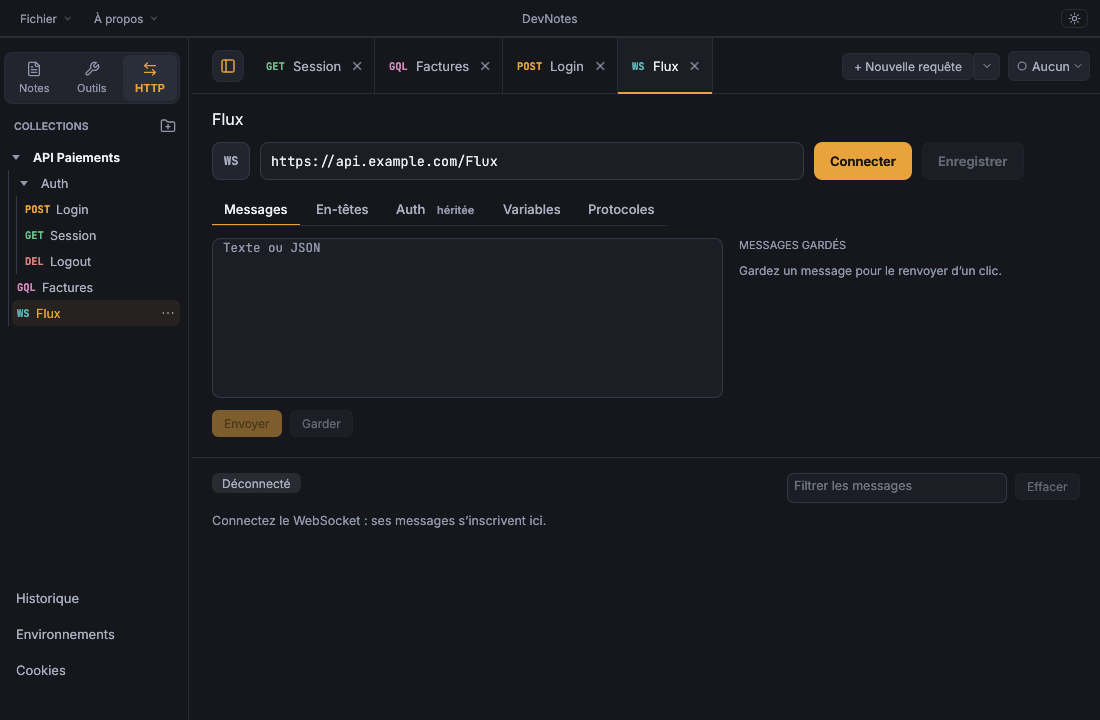 Fichier
À propos
DevNotes
Notes
Outils
HTTP
COLLECTIONS
API Paiements
Auth
POST Login
GET Session
DEL Logout
GQL Factures
WS Flux
Historique
Environnements
Cookies
GET Session
GQL Factures
POST Login
WS Flux
+ Nouvelle requête
Aucun
Flux
WS
https://api.example.com/Flux
Connecter
Enregistrer
Messages
En-têtes
Auth héritée
Variables
Protocoles
Texte ou JSON
MESSAGES GARDÉS
Gardez un message pour le renvoyer d’un clic.
Envoyer
Garder
Déconnecté
Filtrer les messages
Effacer
Connectez le WebSocket : ses messages s’inscrivent ici.